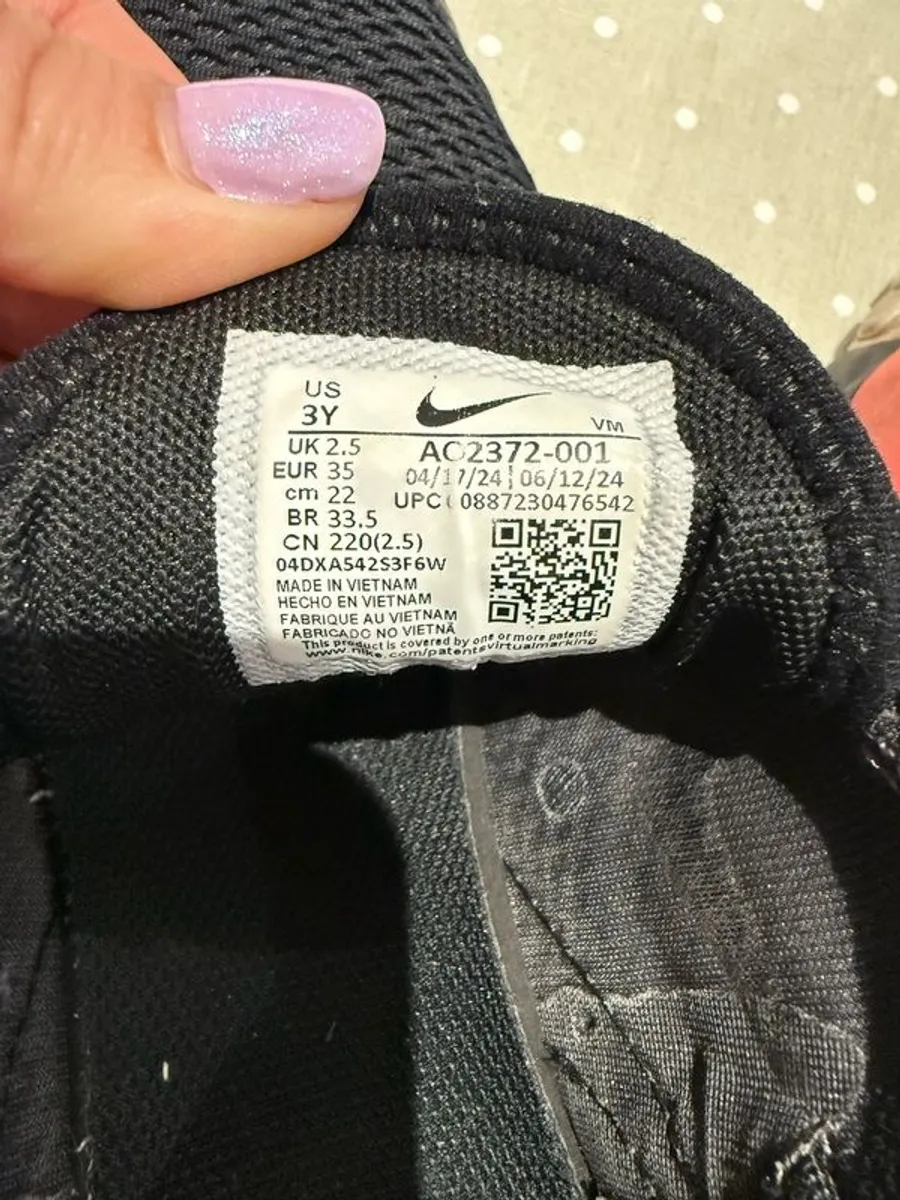 US
3Y
VM
UK 2.5
EUR 35
cm 22
BR 33.5
CN 220(2.5)
AO2372-001
04/17/24 06/12/24
UPC 0887230476542
04DXA542S3F6W
MADE IN VIETNAM
HECHO EN VIETNAM
FABRIQUE AU VIETNAM
FABRICADO NO VIETNÃ
This product is covered by one or more patents:
www.nike.com/patentsvirtualmarking